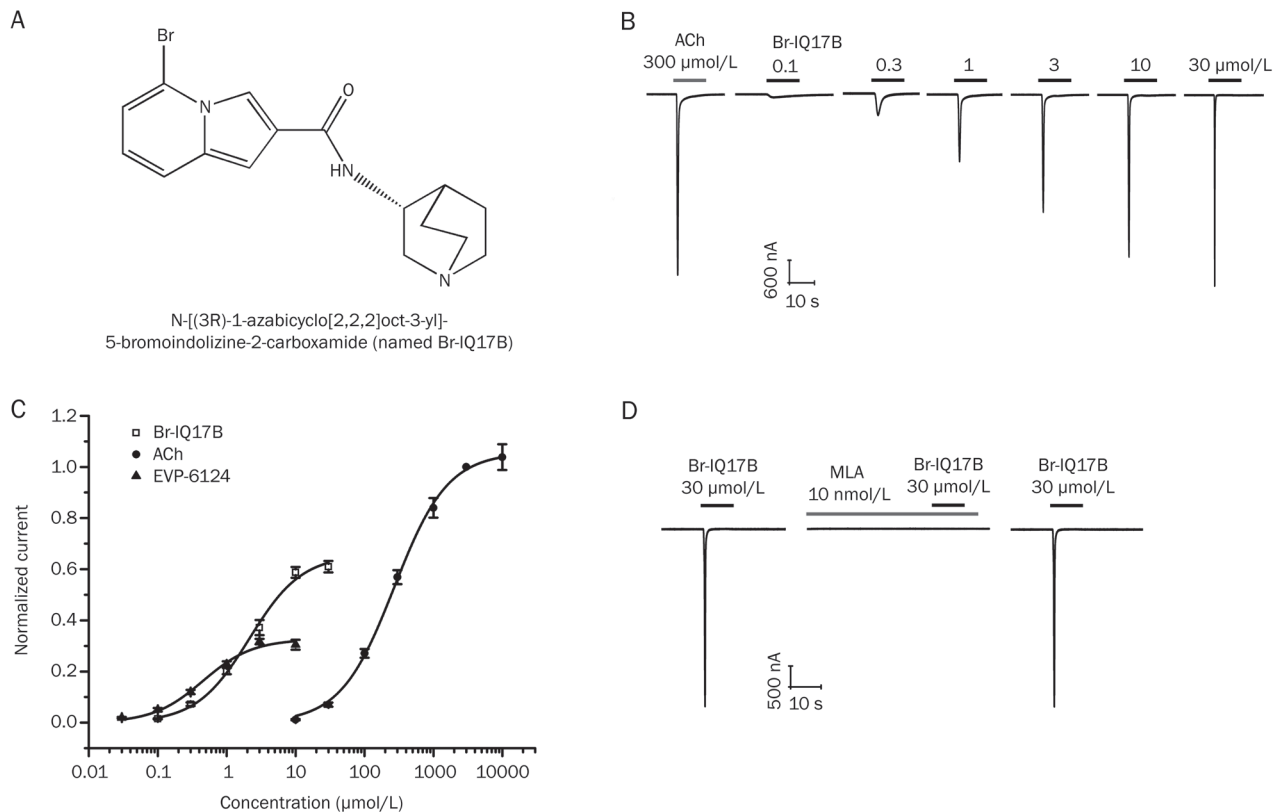 A
Br
N
O
HN
N
N-[(3R)-1-azabicyclo[2,2,2]oct-3-yl]-
5-bromoindolizine-2-carboxamide (named Br-IQ17B)
B
ACh
300 µmol/L
Br-IQ17B
0.1
0.3
1
3
10
30 µmol/L
600 nA
10 s
C
1.2
1.0
0.8
0.6
0.4
0.2
0.0
Normalized current
Br-IQ17B
ACh
EVP-6124
0.01
0.1
1
10
100
1000
10000
Concentration (µmol/L)
D
Br-IQ17B
30 µmol/L
MLA
10 nmol/L
Br-IQ17B
30 µmol/L
Br-IQ17B
30 µmol/L
500 nA
10 s